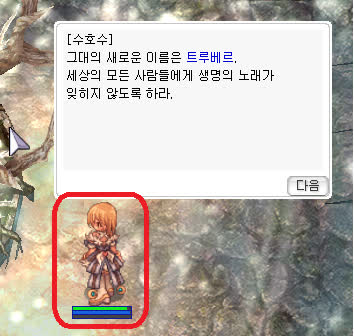 [수호수]
그대의 새로운 이름은 트루베르.
세상의 모든 사람들에게 생명의 노래가
잊히지 않도록 하라.
다음